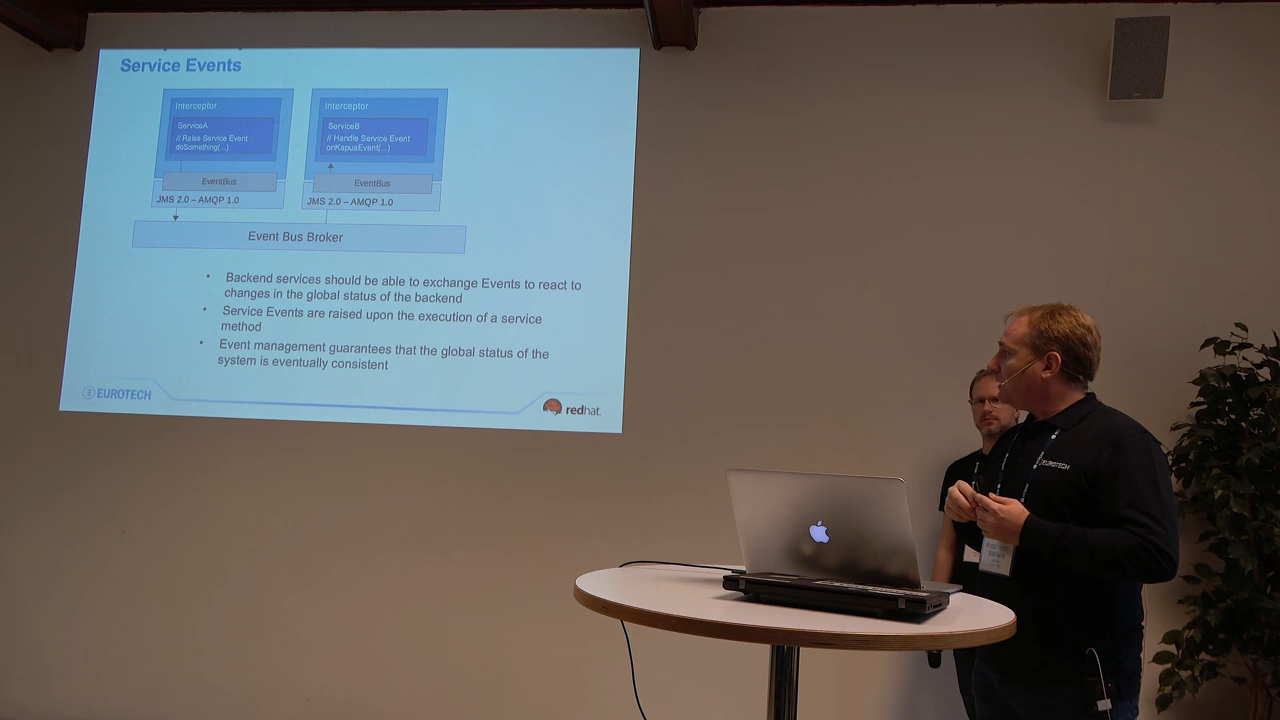 Service Events
Interceptor
ServiceA
// Raise Service Event
doSomething(...)
EventBus
JMS 2.0 – AMQP 1.0
Interceptor
ServiceB
// Handle Service Event
onKapuaEvent(...)
EventBus
JMS 2.0 – AMQP 1.0
Event Bus Broker
• Backend services should be able to exchange Events to react to
changes in the global status of the backend
• Service Events are raised upon the execution of a service
method
• Event management guarantees that the global status of the
system is eventually consistent
EUROTECH
redhat.
EUROTECH